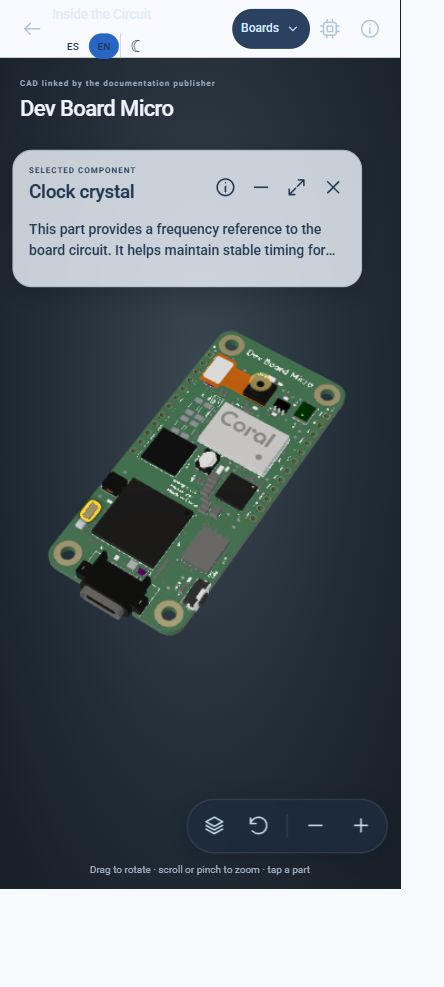 Inside the Circuit
ES EN
Boards
CAD linked by the documentation publisher
Dev Board Micro
SELECTED COMPONENT
Clock crystal
This part provides a frequency reference to the
board circuit. It helps maintain stable timing for…
Dev Board Micro
Coral
Drag to rotate · scroll or pinch to zoom · tap a part